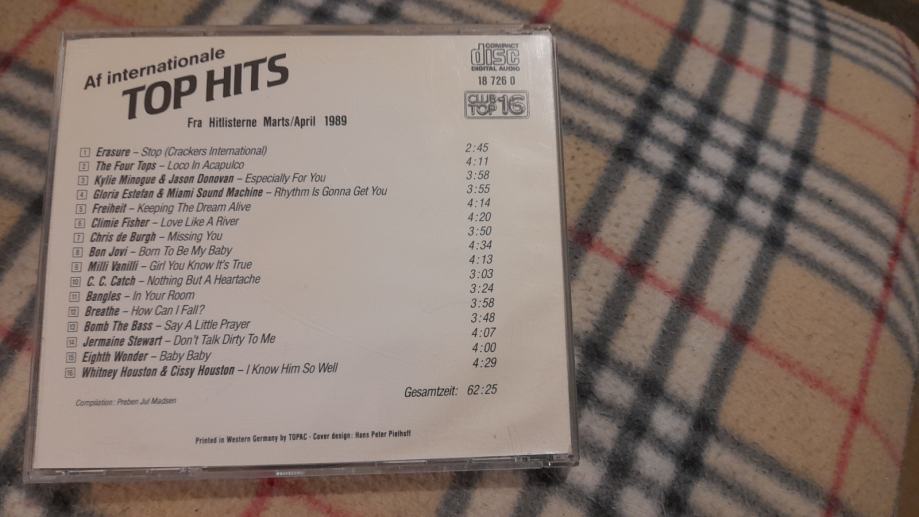 Af internationale
TOP HITS
COMPACT
disc
DIGITAL AUDIO
18 726 0
CLUB
TOP 16
Fra Hitlisterne Marts/April 1989
1 Erasure – Stop (Crackers International) 2:45
2 The Four Tops – Loco In Acapulco 4:11
3 Kylie Minogue & Jason Donovan – Especially For You 3:58
4 Gloria Estefan & Miami Sound Machine – Rhythm Is Gonna Get You 3:55
5 Freiheit – Keeping The Dream Alive 4:14
6 Climie Fisher – Love Like A River 4:20
7 Chris de Burgh – Missing You 3:50
8 Bon Jovi – Born To Be My Baby 4:34
9 Milli Vanilli – Girl You Know It's True 4:13
10 C. C. Catch – Nothing But A Heartache 3:03
11 Bangles – In Your Room 3:24
12 Breathe – How Can I Fall? 3:58
13 Bomb The Bass – Say A Little Prayer 3:48
14 Jermaine Stewart – Don't Talk Dirty To Me 4:07
15 Eighth Wonder – Baby Baby 4:00
16 Whitney Houston & Cissy Houston – I Know Him So Well 4:29
Gesamtzeit: 62:25
Compilation: Preben Jul Madsen
Printed in Western Germany by TOPAC · Cover design: Hans Peter Pielhoff